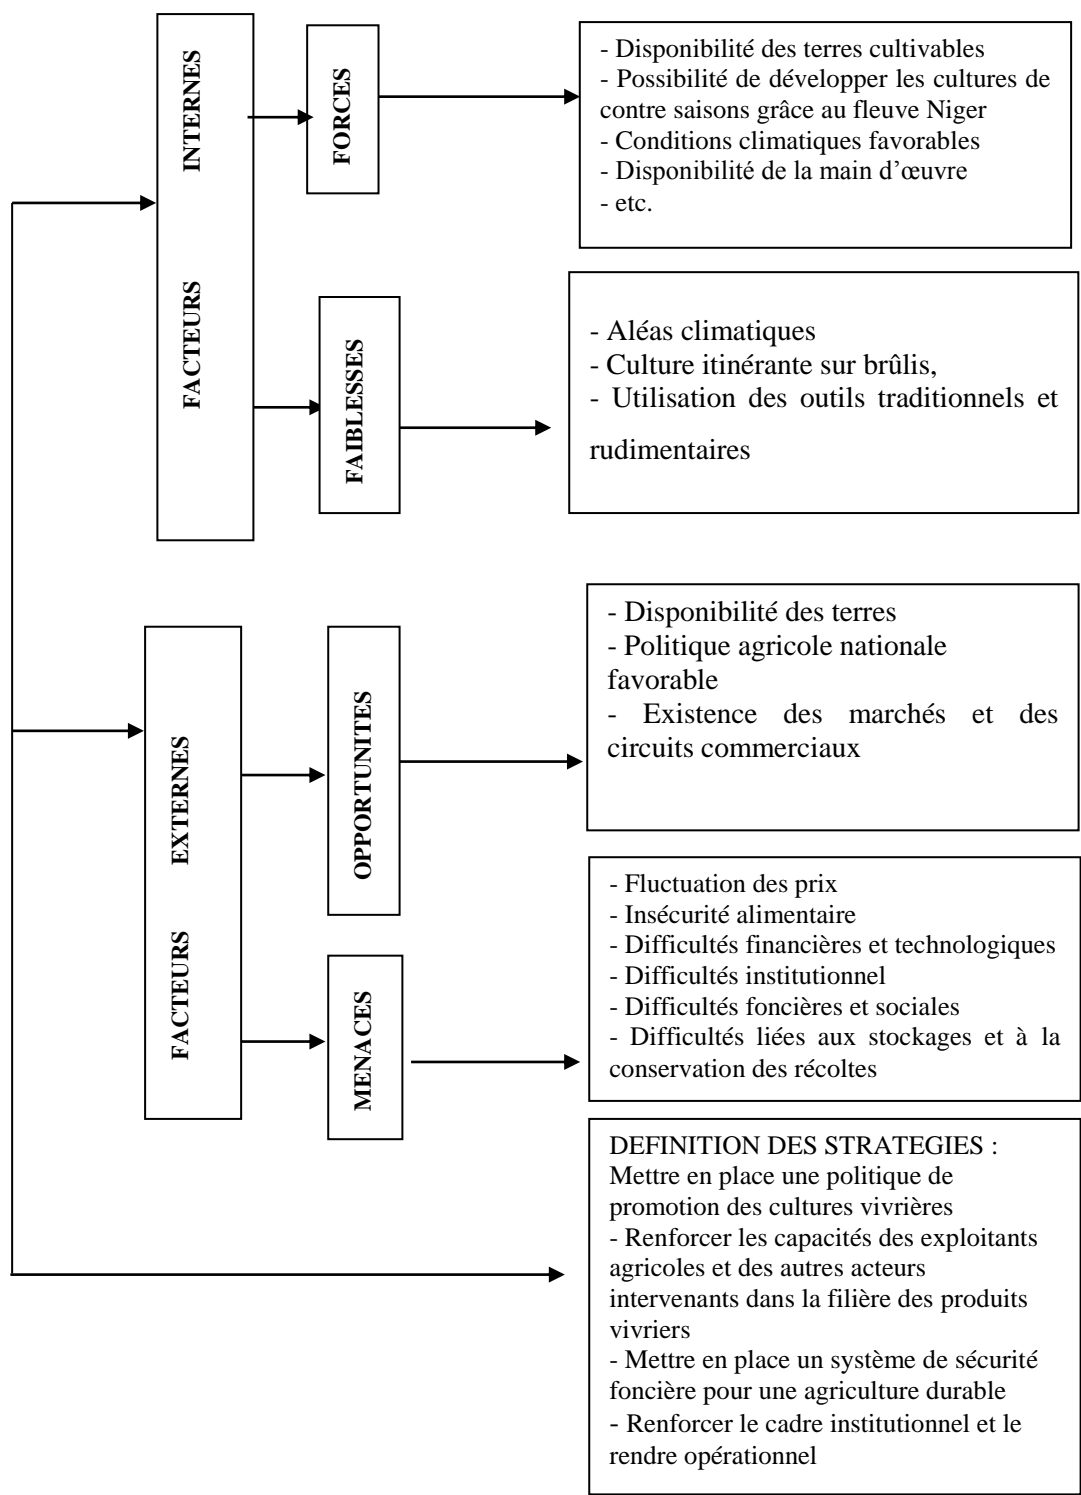 FACTEURS INTERNES
FORCES
- Disponibilité des terres cultivables
- Possibilité de développer les cultures de
contre saisons grâce au fleuve Niger
- Conditions climatiques favorables
- Disponibilité de la main d’œuvre
- etc.
FAIBLESSES
- Aléas climatiques
- Culture itinérante sur brûlis,
- Utilisation des outils traditionnels et
rudimentaires
FACTEURS EXTERNES
OPPORTUNITES
- Disponibilité des terres
- Politique agricole nationale
favorable
- Existence des marchés et des
circuits commerciaux
MENACES
- Fluctuation des prix
- Insécurité alimentaire
- Difficultés financières et technologiques
- Difficultés institutionnel
- Difficultés foncières et sociales
- Difficultés liées aux stockages et à la
conservation des récoltes
DEFINITION DES STRATEGIES :
Mettre en place une politique de
promotion des cultures vivrières
- Renforcer les capacités des exploitants
agricoles et des autres acteurs
intervenants dans la filière des produits
vivriers
- Mettre en place un système de sécurité
foncière pour une agriculture durable
- Renforcer le cadre institutionnel et le
rendre opérationnel